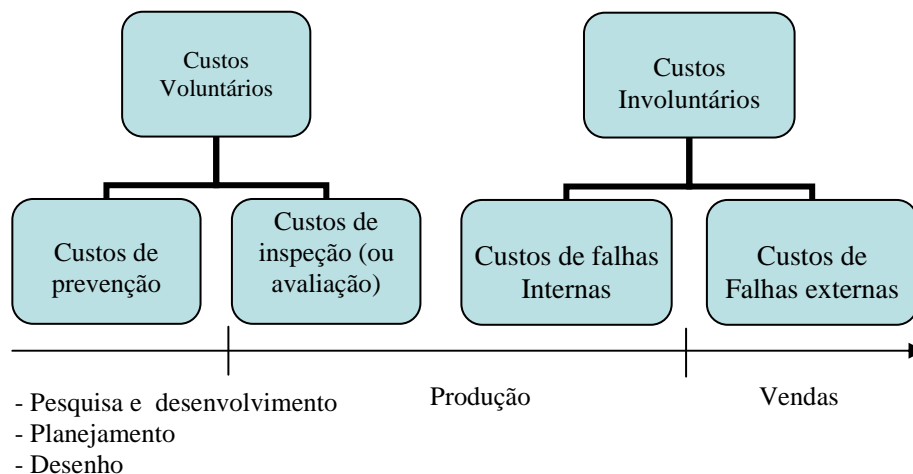 Custos
Voluntários
Custos
Involuntários
Custos de
prevenção
Custos de
inspeção (ou
avaliação)
Custos de falhas
Internas
Custos de
Falhas externas
- Pesquisa e desenvolvimento
- Planejamento
- Desenho
Produção
Vendas